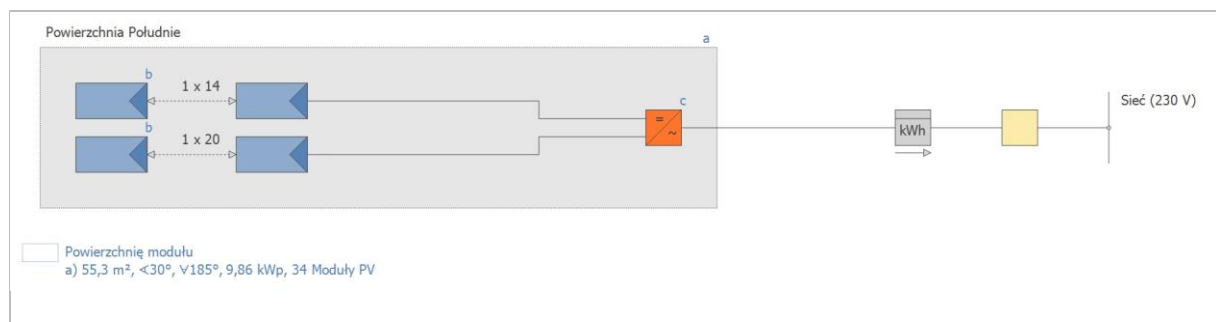 Powierzchnia Południe
a
b
1 x 14
b
1 x 20
c
=
~
kWh
Sieć (230 V)
Powierzchnię modułu
a) 55,3 m², ∢30°, ∀185°, 9,86 kWp, 34 Moduły PV